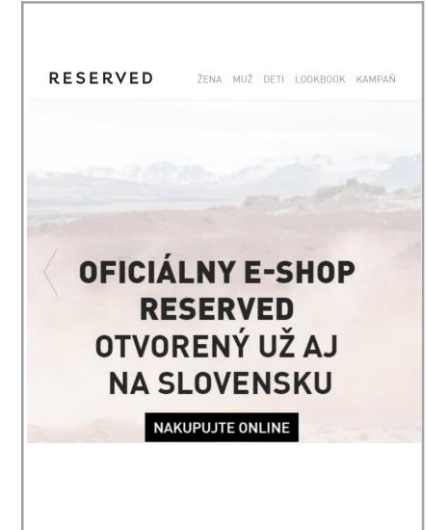 RESERVED ŽENA MUŽ DETI LOOKBOOK KAMPAŇ
OFICIÁLNY E-SHOP
RESERVED
OTVORENÝ UŽ AJ
NA SLOVENSKU
NAKUPUJTE ONLINE